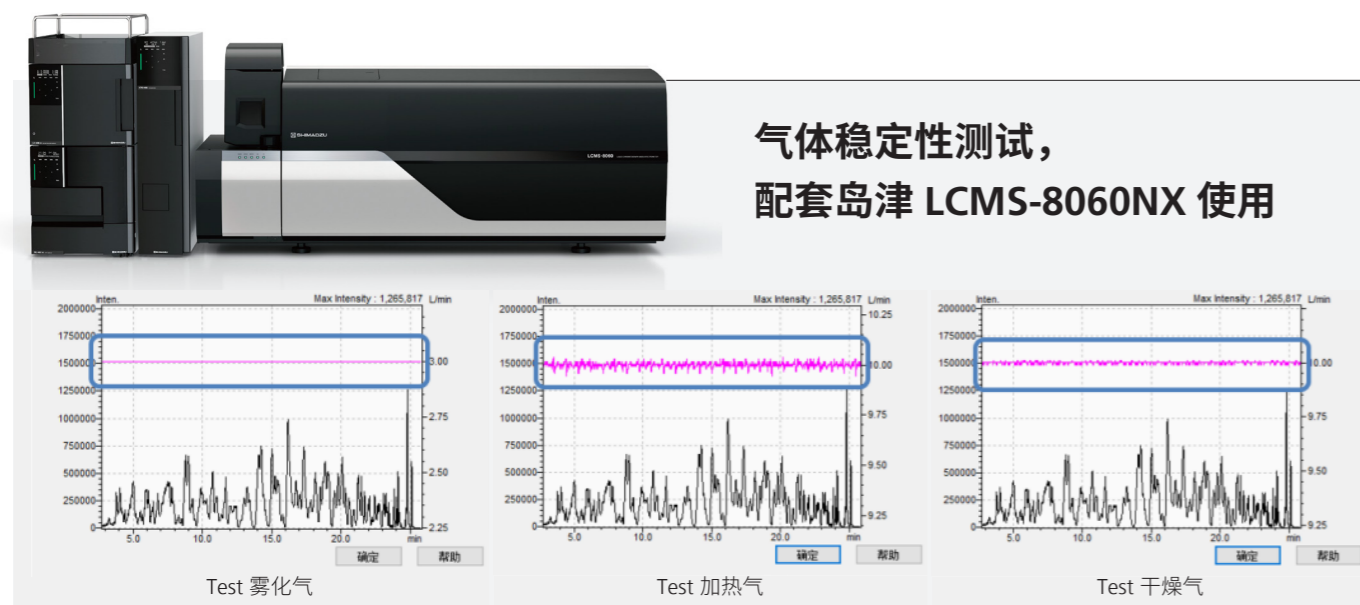 SHIMADZU
LCMS-8060
气体稳定性测试，
配套岛津 LCMS-8060NX 使用
Inten. Max Intensity : 1,265,817 L/min
2000000
1750000
1500000 3.00
1250000
1000000 2.75
750000
500000 2.50
250000
0 2.25
5.0 10.0 15.0 20.0 min
确定 帮助
Test 雾化气
Inten. Max Intensity : 1,265,817 L/min
2000000 10.25
1750000
1500000 10.00
1250000
1000000 9.75
750000
500000 9.50
250000 9.25
0
5.0 10.0 15.0 20.0 min
确定 帮助
Test 加热气
Inten. Max Intensity : 1,265,817 L/min
2000000
1750000
1500000 10.00
1250000
1000000 9.75
750000
500000 9.50
250000
0 9.25
5.0 10.0 15.0 20.0 min
确定 帮助
Test 干燥气